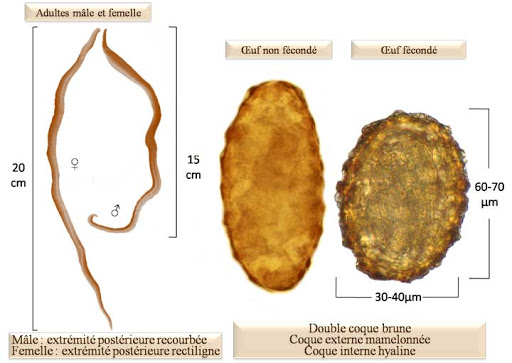 Adultes mâle et femelle
Œuf non fécondé
Œuf fécondé
20
cm
♀
♂
15
cm
60-70
µm
30-40µm
Mâle : extrémité postérieure recourbée
Femelle : extrémité postérieure rectiligne
Double coque brune
Coque externe mamelonnée
Coque interne hyaline